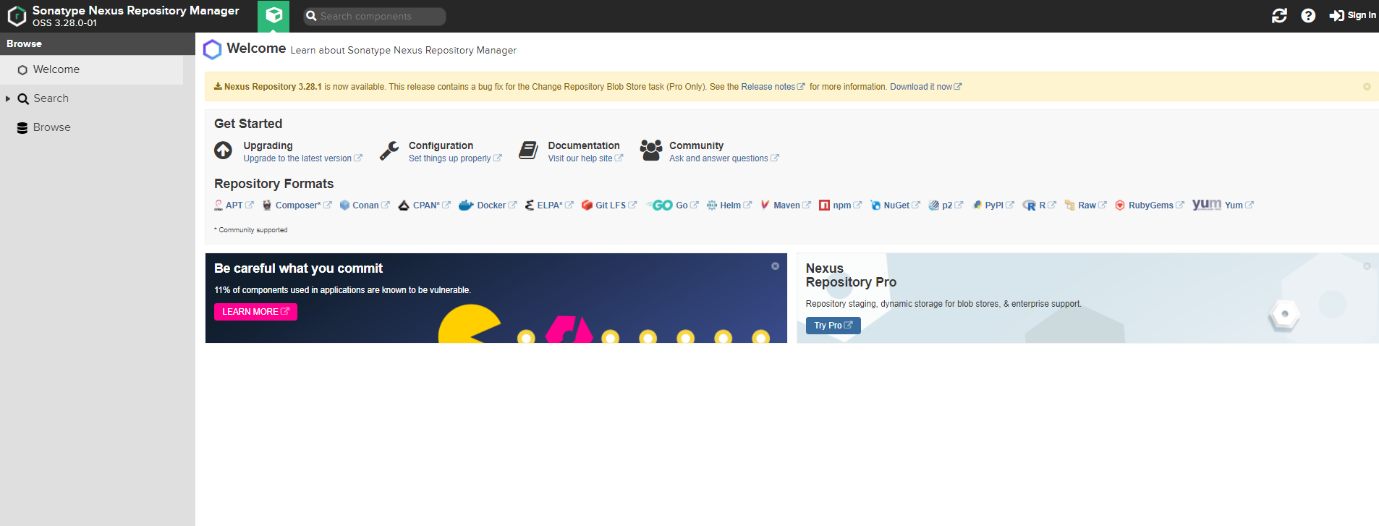 Sonatype Nexus Repository Manager
OSS 3.28.0-01
Search components
Sign in
Browse
Welcome
Search
Browse
Welcome Learn about Sonatype Nexus Repository Manager
Nexus Repository 3.28.1 is now available. This release contains a bug fix for the Change Repository Blob Store task (Pro Only). See the Release notes for more information. Download it now
Get Started
Upgrading
Upgrade to the latest version
Configuration
Set things up properly
Documentation
Visit our help site
Community
Ask and answer questions
Repository Formats
APT Composer* Conan CPAN* Docker ELPA* Git LFS GO Go Helm Maven npm NuGet p2 PyPI R R Raw RubyGems yum Yum
* Community supported
Be careful what you commit
11% of components used in applications are known to be vulnerable.
LEARN MORE
Nexus
Repository Pro
Repository staging, dynamic storage for blob stores, & enterprise support.
Try Pro